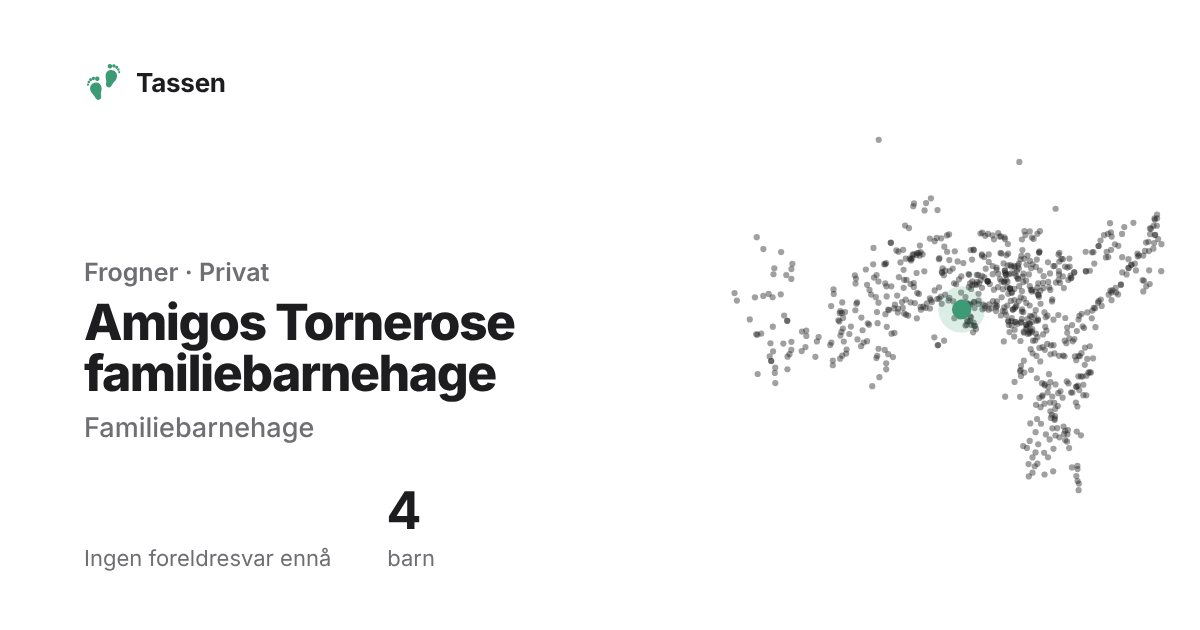 Tassen
Frogner · Privat
Amigos Tornerose
familiebarnehage
Familiebarnehage
4
Ingen foreldresvar ennå
barn